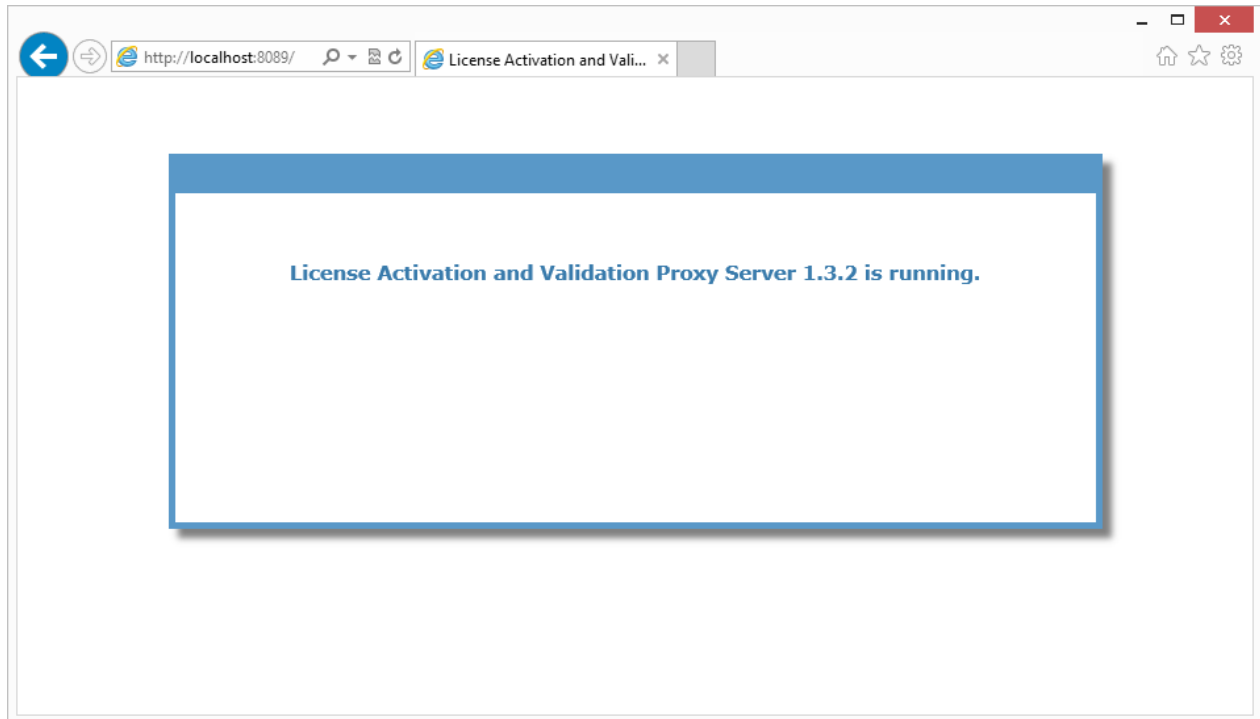 http://localhost:8089/
License Activation and Vali...
License Activation and Validation Proxy Server 1.3.2 is running.